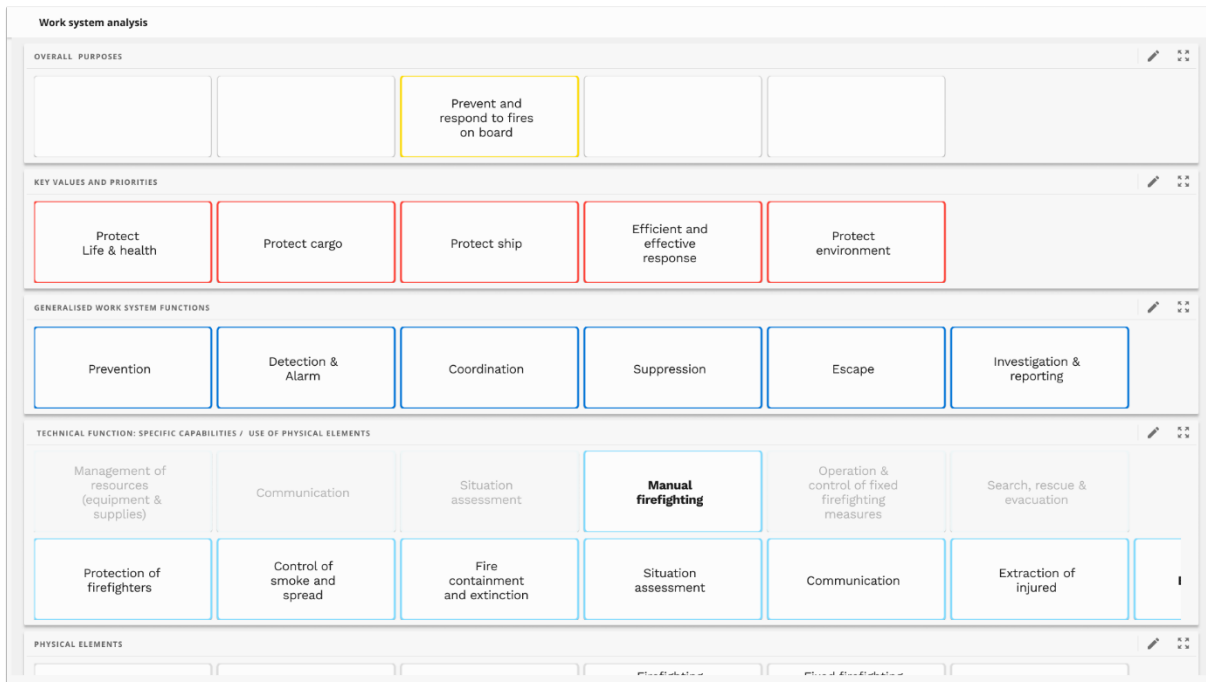 Work system analysis
OVERALL PURPOSES
Prevent and
respond to fires
on board
KEY VALUES AND PRIORITIES
Protect
Life & health
Protect cargo
Protect ship
Efficient and
effective
response
Protect
environment
GENERALISED WORK SYSTEM FUNCTIONS
Prevention
Detection &
Alarm
Coordination
Suppression
Escape
Investigation &
reporting
TECHNICAL FUNCTION: SPECIFIC CAPABILITIES / USE OF PHYSICAL ELEMENTS
Management of
resources
(equipment &
supplies)
Communication
Situation
assessment
Manual
firefighting
Operation &
control of fixed
firefighting
measures
Search, rescue &
evacuation
Protection of
firefighters
Control of
smoke and
spread
Fire
containment
and extinction
Situation
assessment
Communication
Extraction of
injured
PHYSICAL ELEMENTS
Firefighting
Fixed firefighting